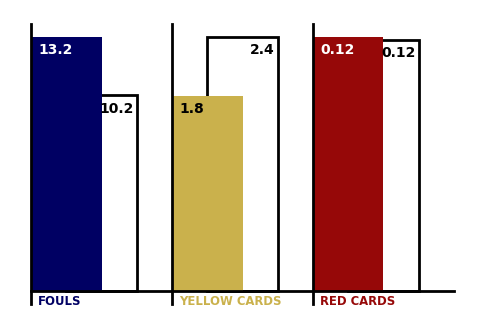 13.2
10.2
2.4
1.8
0.12
0.12
FOULS
YELLOW CARDS
RED CARDS